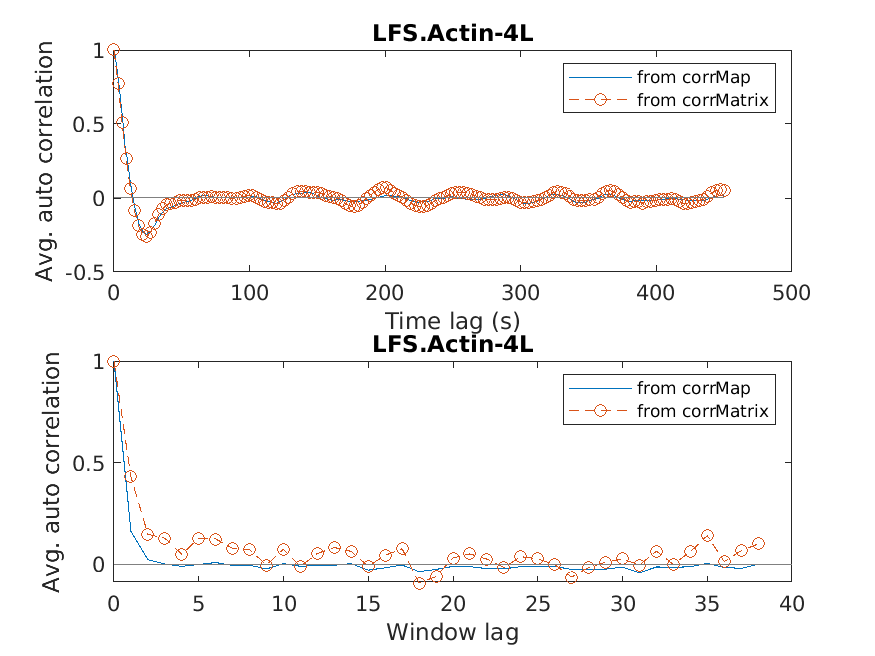 LFS.Actin-4L
Avg. auto correlation
1
0.5
0
-0.5
from corrMap
from corrMatrix
0 100 200 300 400 500
Time lag (s)
LFS.Actin-4L
Avg. auto correlation
1
0.5
0
from corrMap
from corrMatrix
0 5 10 15 20 25 30 35 40
Window lag